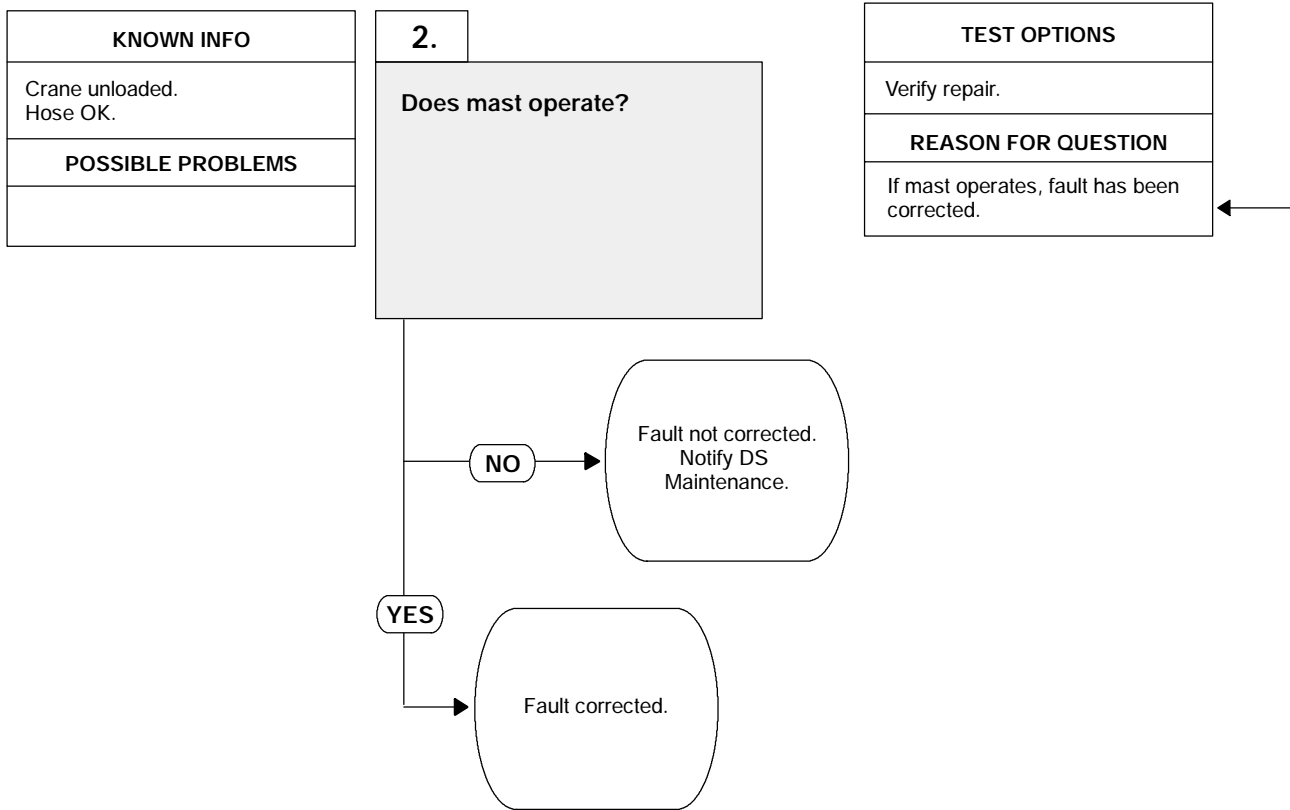 KNOWN INFO
Crane unloaded.
Hose OK.
POSSIBLE PROBLEMS
2.
Does mast operate?
TEST OPTIONS
Verify repair.
REASON FOR QUESTION
If mast operates, fault has been
corrected.
NO
Fault not corrected.
Notify DS
Maintenance.
YES
Fault corrected.